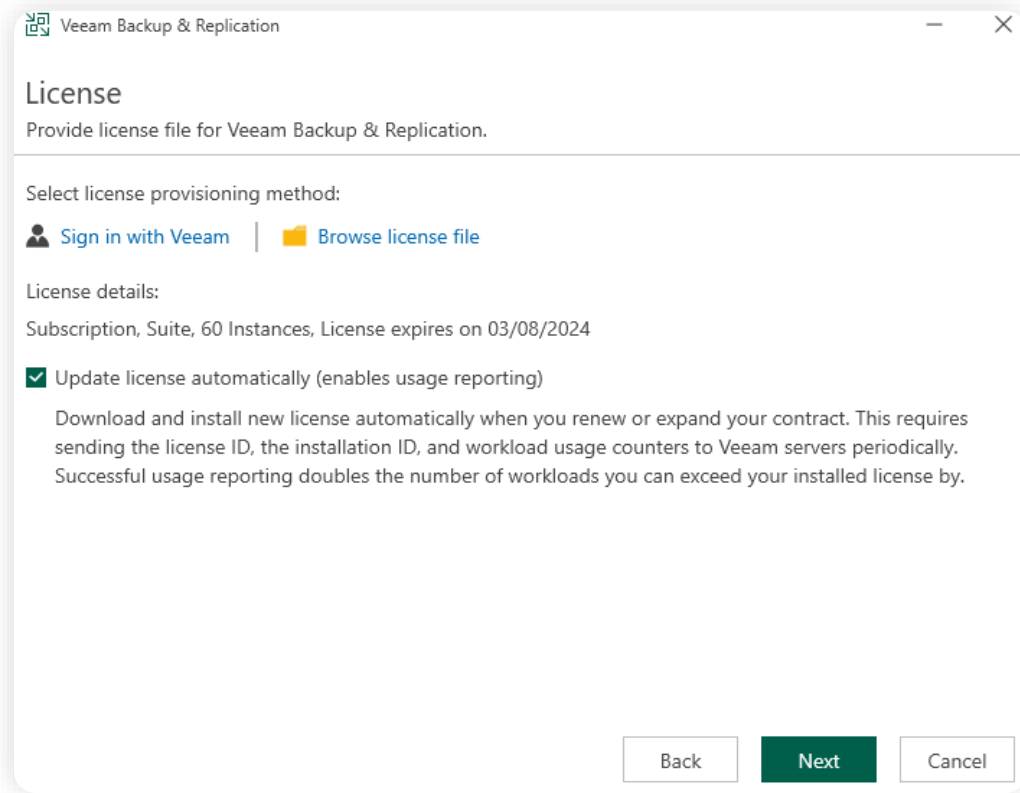 Veeam Backup & Replication
License
Provide license file for Veeam Backup & Replication.
Select license provisioning method:
Sign in with Veeam | Browse license file
License details:
Subscription, Suite, 60 Instances, License expires on 03/08/2024
Update license automatically (enables usage reporting)
Download and install new license automatically when you renew or expand your contract. This requires
sending the license ID, the installation ID, and workload usage counters to Veeam servers periodically.
Successful usage reporting doubles the number of workloads you can exceed your installed license by.
Back Next Cancel